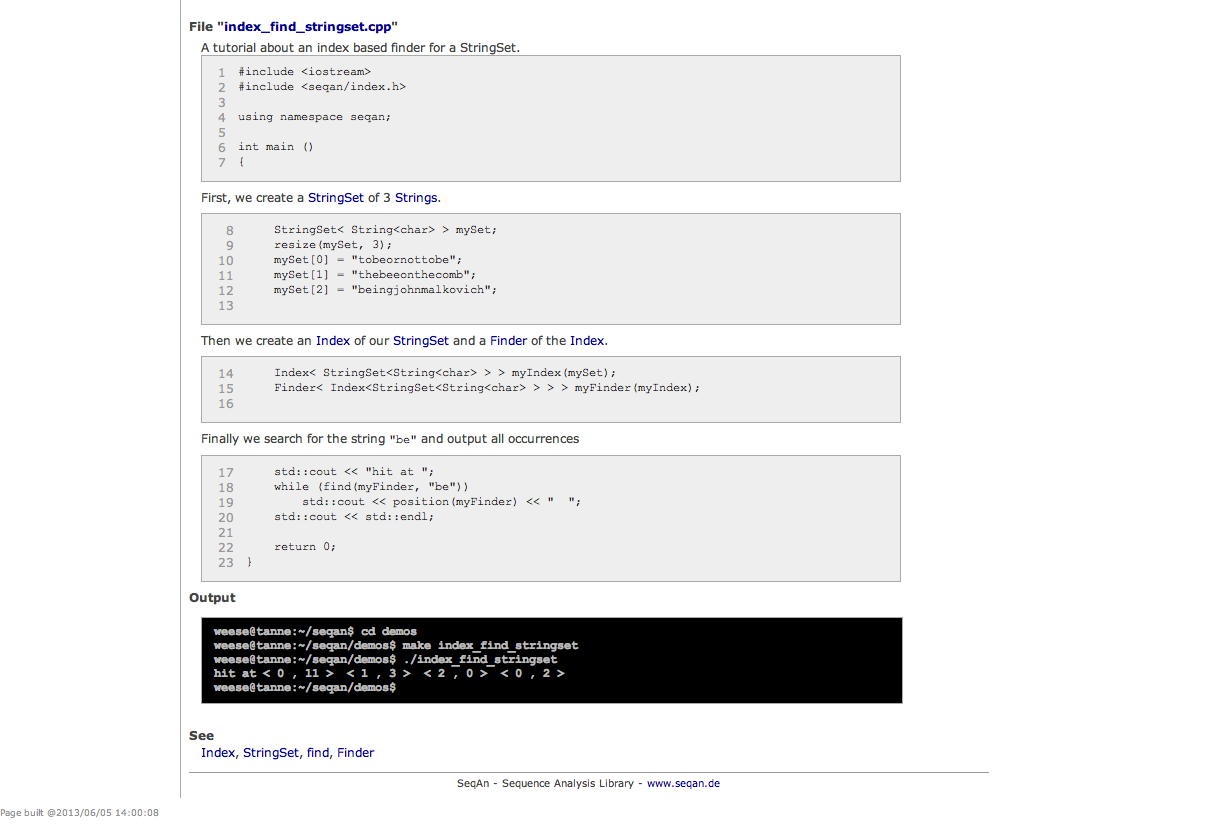 File "index_find_stringset.cpp"
A tutorial about an index based finder for a StringSet.
1 #include <iostream>
2 #include <seqan/index.h>
3
4 using namespace seqan;
5
6 int main ()
7 {
First, we create a StringSet of 3 Strings.
8 StringSet< String<char> > mySet;
9 resize(mySet, 3);
10 mySet[0] = "tobeornottobe";
11 mySet[1] = "thebeeonthecomb";
12 mySet[2] = "beingjohnmalkovich";
13
Then we create an Index of our StringSet and a Finder of the Index.
14 Index< StringSet<String<char> > > myIndex(mySet);
15 Finder< Index<StringSet<String<char> > > > myFinder(myIndex);
16
Finally we search for the string "be" and output all occurrences
17 std::cout << "hit at ";
18 while (find(myFinder, "be"))
19 std::cout << position(myFinder) << "  ";
20 std::cout << std::endl;
21
22 return 0;
23 }
Output
weese@tanne:~/seqan$ cd demos
weese@tanne:~/seqan/demos$ make index_find_stringset
weese@tanne:~/seqan/demos$ ./index_find_stringset
hit at < 0 , 11 >  < 1 , 3 >  < 2 , 0 >  < 0 , 2 >
weese@tanne:~/seqan/demos$
See
Index, StringSet, find, Finder
SeqAn - Sequence Analysis Library - www.seqan.de
Page built @2013/06/05 14:00:08